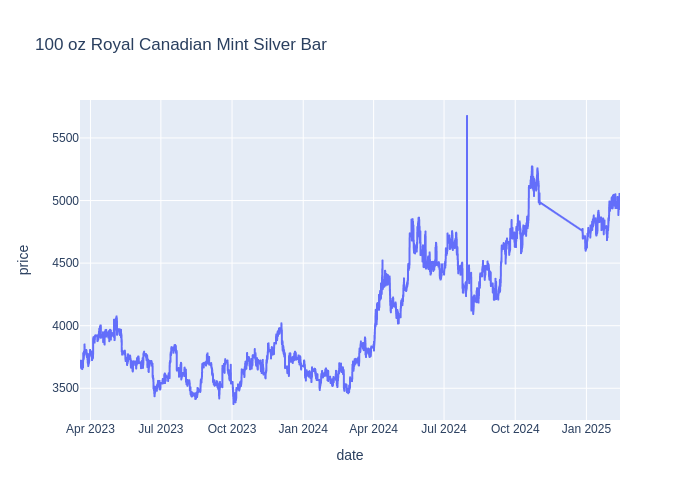 100 oz Royal Canadian Mint Silver Bar
price
5500
5000
4500
4000
3500
Apr 2023 Jul 2023 Oct 2023 Jan 2024 Apr 2024 Jul 2024 Oct 2024 Jan 2025
date